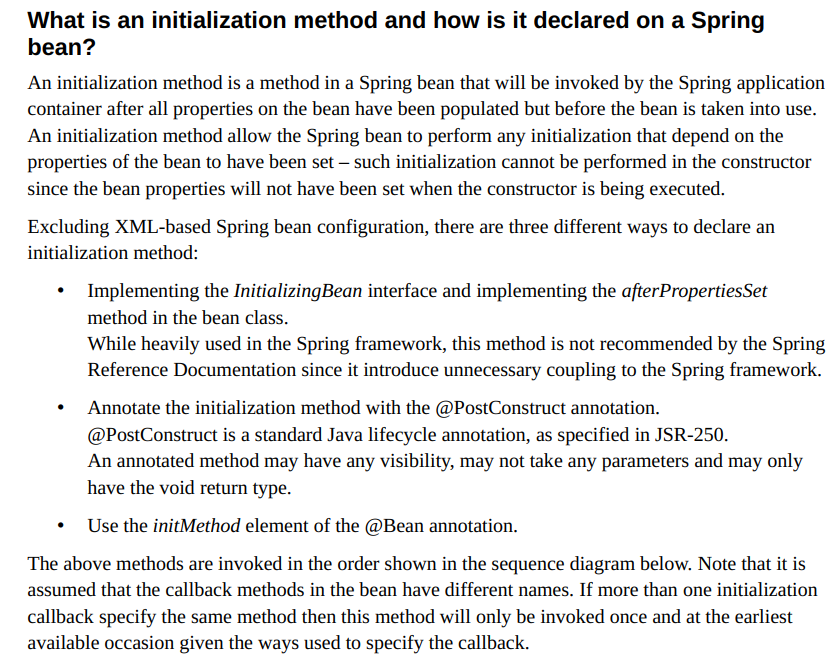 What is an initialization method and how is it declared on a Spring
bean?
An initialization method is a method in a Spring bean that will be invoked by the Spring application
container after all properties on the bean have been populated but before the bean is taken into use.
An initialization method allow the Spring bean to perform any initialization that depend on the
properties of the bean to have been set – such initialization cannot be performed in the constructor
since the bean properties will not have been set when the constructor is being executed.
Excluding XML-based Spring bean configuration, there are three different ways to declare an
initialization method:
• Implementing the InitializingBean interface and implementing the afterPropertiesSet
method in the bean class.
While heavily used in the Spring framework, this method is not recommended by the Spring
Reference Documentation since it introduce unnecessary coupling to the Spring framework.
• Annotate the initialization method with the @PostConstruct annotation.
@PostConstruct is a standard Java lifecycle annotation, as specified in JSR-250.
An annotated method may have any visibility, may not take any parameters and may only
have the void return type.
• Use the initMethod element of the @Bean annotation.
The above methods are invoked in the order shown in the sequence diagram below. Note that it is
assumed that the callback methods in the bean have different names. If more than one initialization
callback specify the same method then this method will only be invoked once and at the earliest
available occasion given the ways used to specify the callback.